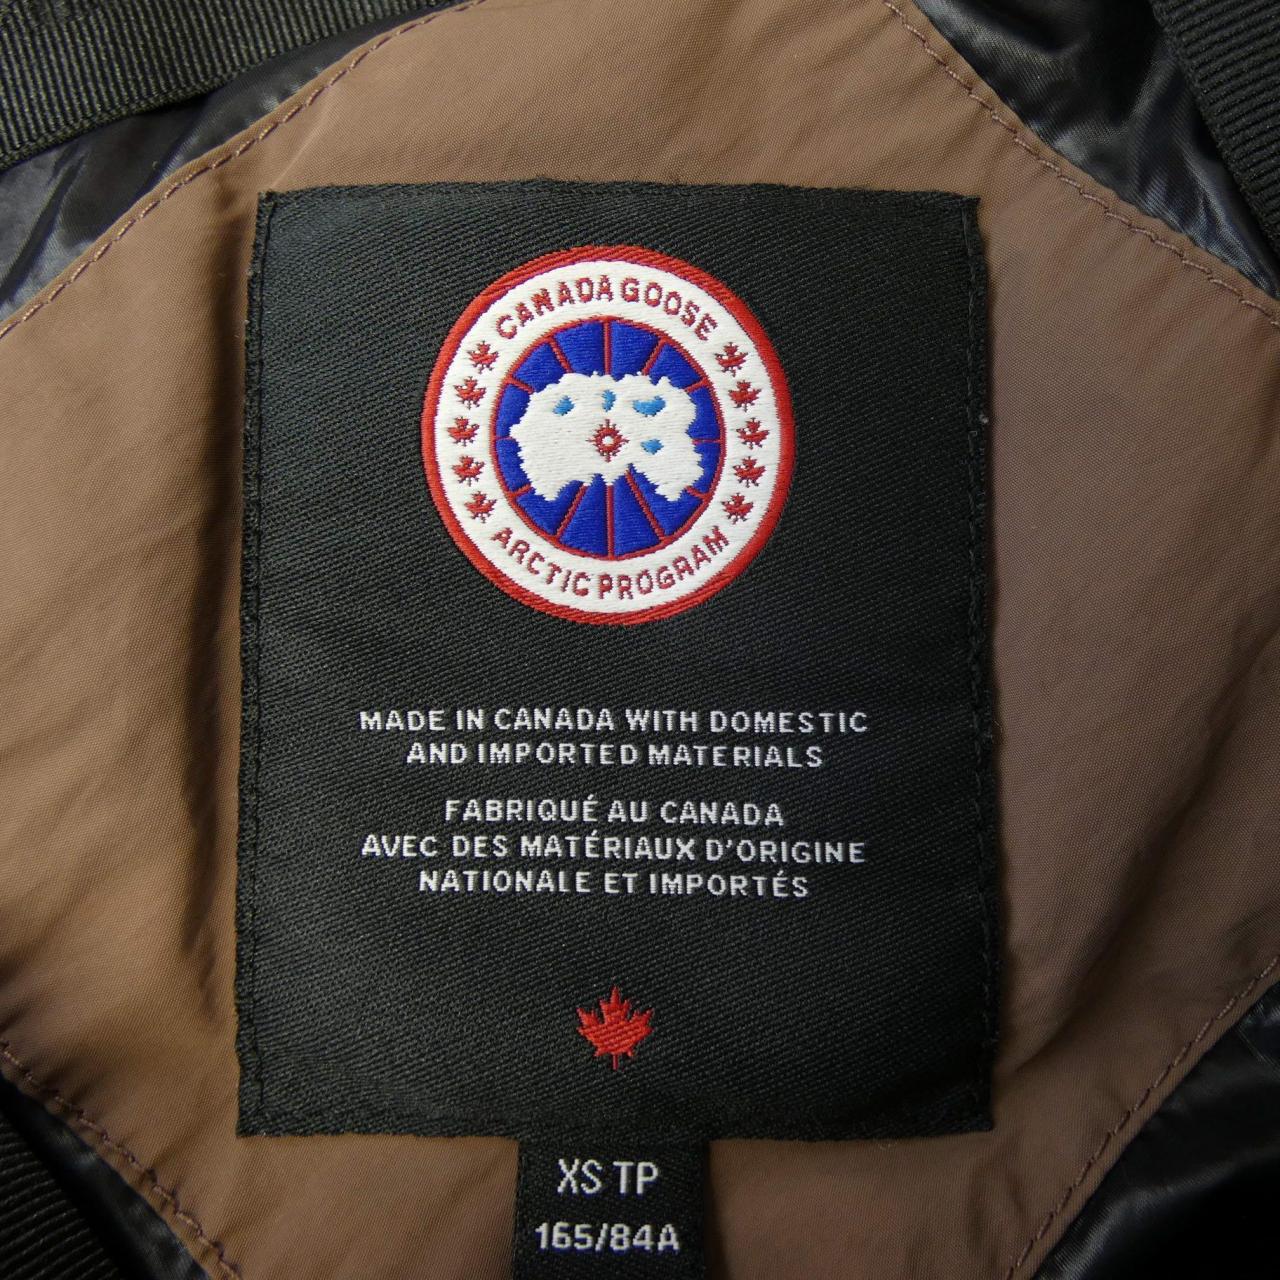 CANADA GOOSE
ARCTIC PROGRAM
MADE IN CANADA WITH DOMESTIC
AND IMPORTED MATERIALS
FABRIQUÉ AU CANADA
AVEC DES MATÉRIAUX D'ORIGINE
NATIONALE ET IMPORTÉS
XS TP
165/84A